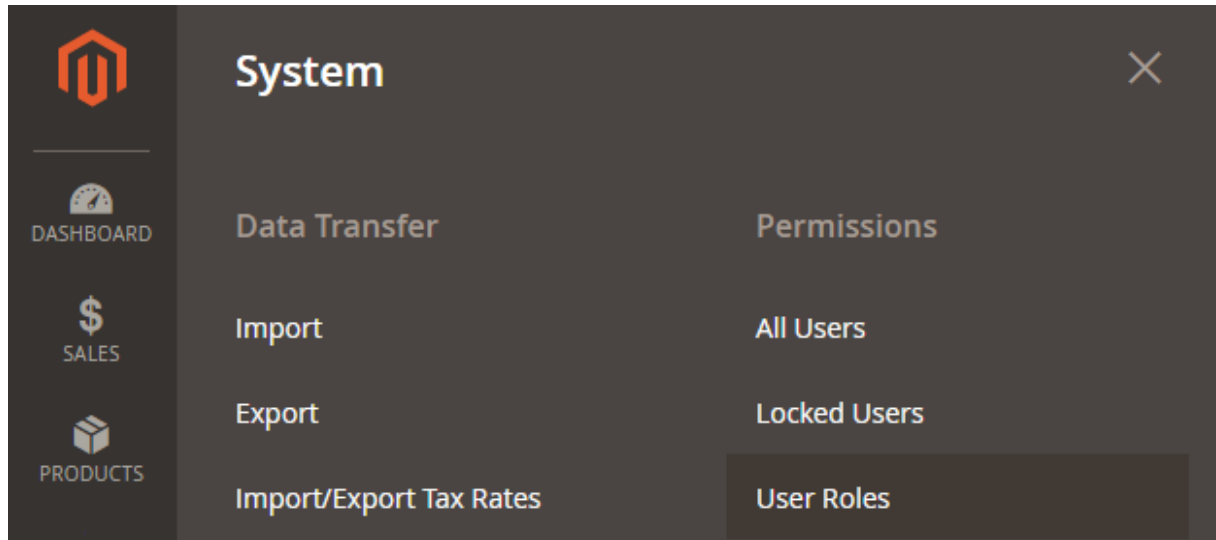 System
DASHBOARD
Data Transfer
Permissions
$
SALES
Import
All Users
Export
Locked Users
PRODUCTS
Import/Export Tax Rates
User Roles